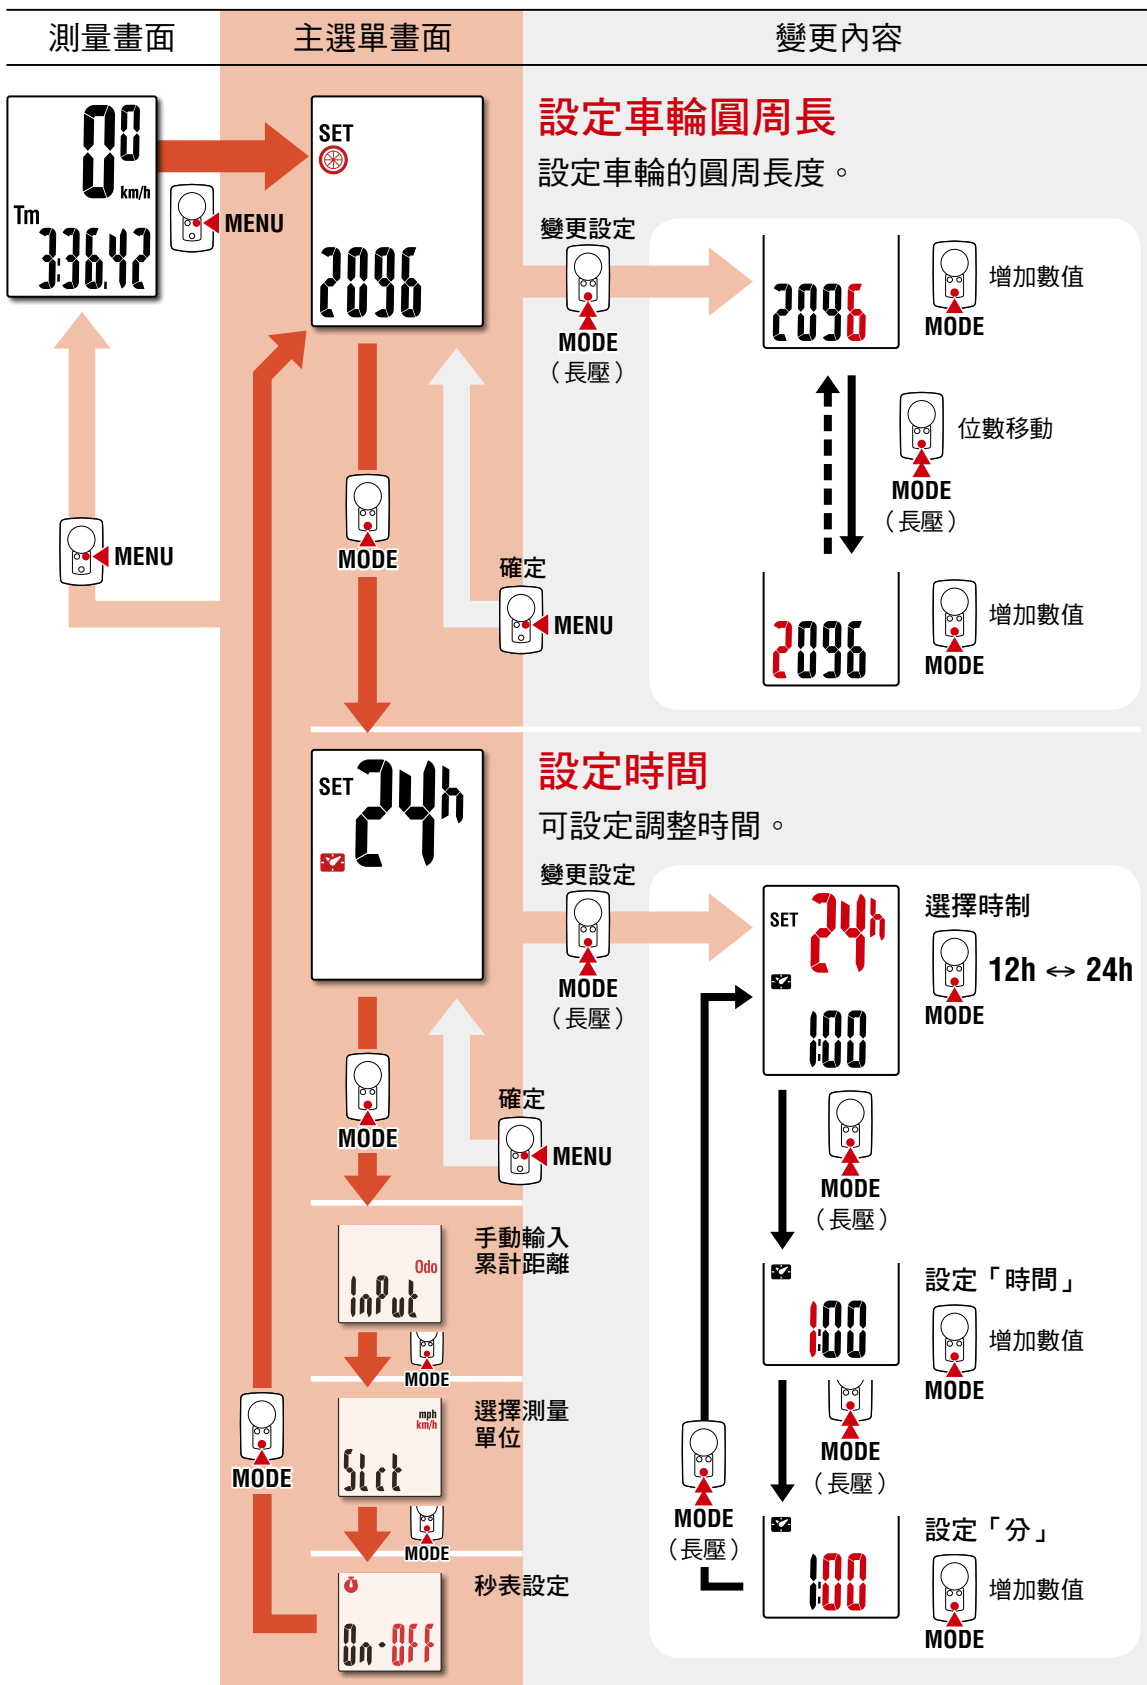 測量畫面
主選單畫面
變更內容
0.0
km/h
Tm
3:36.42
MENU
SET
2096
設定車輪圓周長
設定車輪的圓周長度。
變更設定
MODE
（長壓）
2096
增加數值
MODE
位數移動
MODE
（長壓）
2096
增加數值
MODE
MODE
確定
MENU
MENU
SET
24h
設定時間
可設定調整時間。
變更設定
MODE
（長壓）
SET
24h
1:00
選擇時制
12h ⇔ 24h
MODE
MODE
（長壓）
MODE
確定
MENU
1:00
設定「時間」
增加數值
MODE
MODE
（長壓）
1:00
設定「分」
增加數值
MODE
MODE
（長壓）
手動輸入
累計距離
Odo
InPut
MODE
選擇測量
單位
mph
km/h
Slct
MODE
秒表設定
On-OFF
MODE